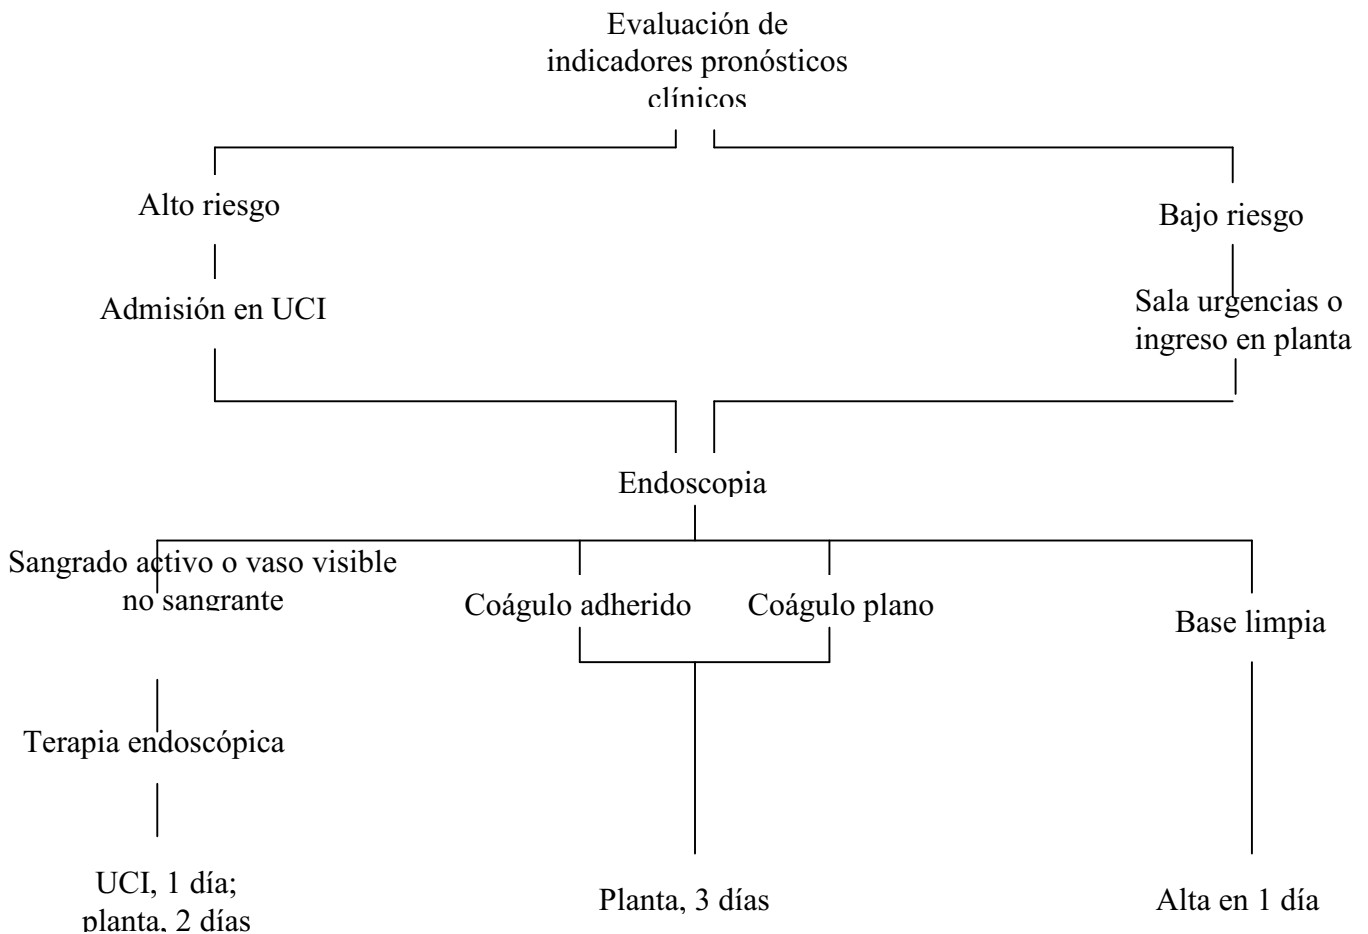 Evaluación de
indicadores pronósticos
clínicos
Alto riesgo
Bajo riesgo
Admisión en UCI
Sala urgencias o
ingreso en planta
Endoscopia
Sangrado activo o vaso visible
no sangrante
Coágulo adherido
Coágulo plano
Base limpia
Terapia endoscópica
UCI, 1 día;
planta, 2 días
Planta, 3 días
Alta en 1 día